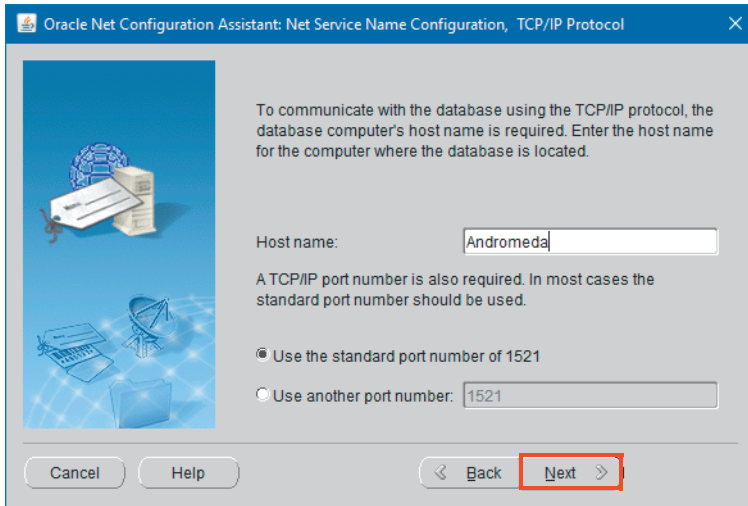 Oracle Net Configuration Assistant: Net Service Name Configuration, TCP/IP Protocol
To communicate with the database using the TCP/IP protocol, the
database computer's host name is required. Enter the host name
for the computer where the database is located.
Host name: Andromeda
A TCP/IP port number is also required. In most cases the
standard port number should be used.
Use the standard port number of 1521
Use another port number: 1521
Cancel Help Back Next